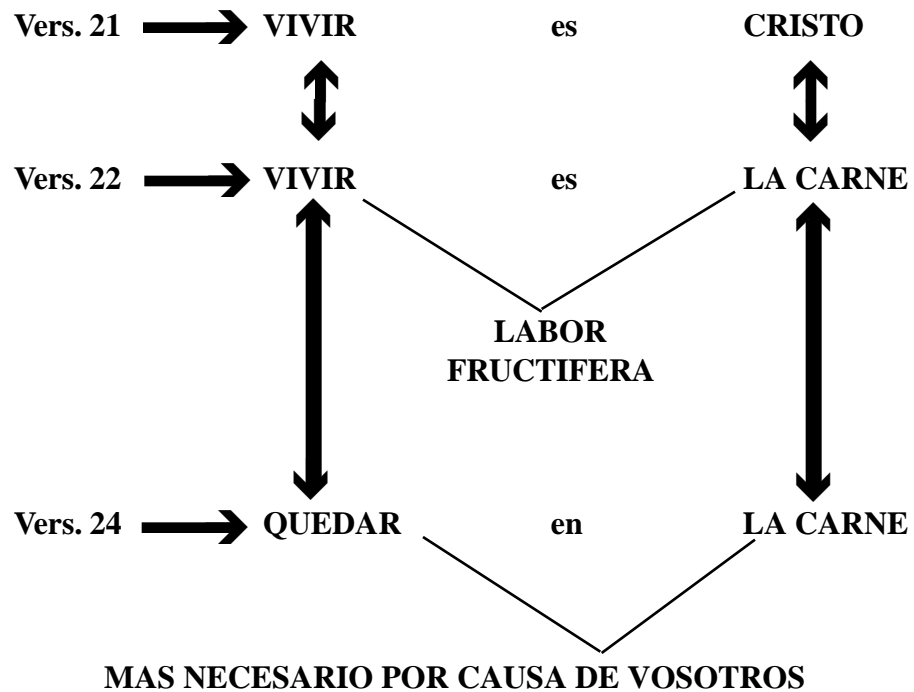 Vers. 21 VIVIR es CRISTO
Vers. 22 VIVIR es LA CARNE
LABOR
FRUCTIFERA
Vers. 24 QUEDAR en LA CARNE
MAS NECESARIO POR CAUSA DE VOSOTROS